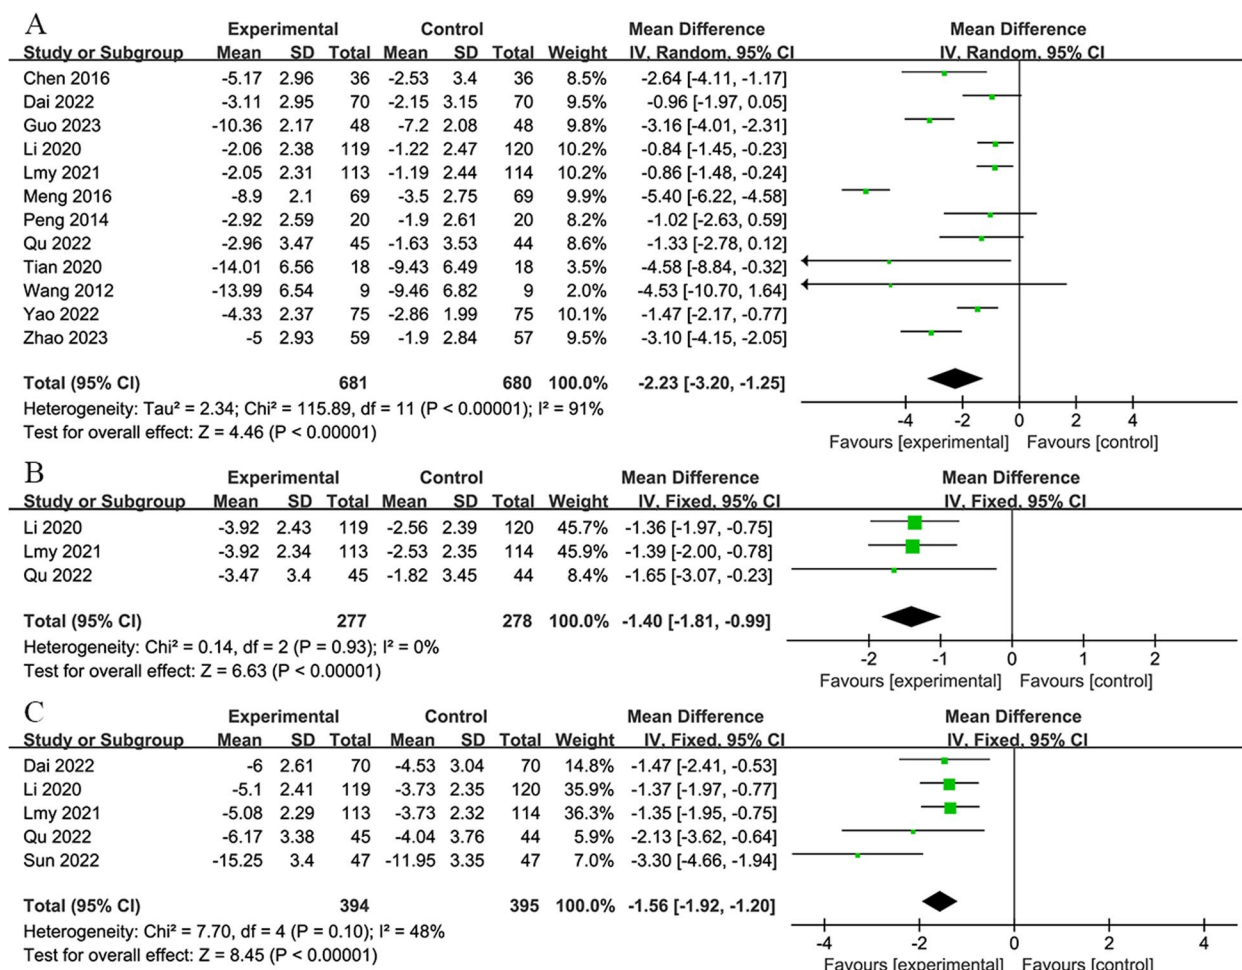 A
Experimental Control Mean Difference Mean Difference
Study or Subgroup Mean SD Total Mean SD Total Weight IV, Random, 95% CI IV, Random, 95% CI
Chen 2016 -5.17 2.96 36 -2.53 3.4 36 8.5% -2.64 [-4.11, -1.17]
Dai 2022 -3.11 2.95 70 -2.15 3.15 70 9.5% -0.96 [-1.97, 0.05]
Guo 2023 -10.36 2.17 48 -7.2 2.08 48 9.8% -3.16 [-4.01, -2.31]
Li 2020 -2.06 2.38 119 -1.22 2.47 120 10.2% -0.84 [-1.45, -0.23]
Lmy 2021 -2.05 2.31 113 -1.19 2.44 114 10.2% -0.86 [-1.48, -0.24]
Meng 2016 -8.9 2.1 69 -3.5 2.75 69 9.9% -5.40 [-6.22, -4.58]
Peng 2014 -2.92 2.59 20 -1.9 2.61 20 8.2% -1.02 [-2.63, 0.59]
Qu 2022 -2.96 3.47 45 -1.63 3.53 44 8.6% -1.33 [-2.78, 0.12]
Tian 2020 -14.01 6.56 18 -9.43 6.49 18 3.5% -4.58 [-8.84, -0.32]
Wang 2012 -13.99 6.54 9 -9.46 6.82 9 2.0% -4.53 [-10.70, 1.64]
Yao 2022 -4.33 2.37 75 -2.86 1.99 75 10.1% -1.47 [-2.17, -0.77]
Zhao 2023 -5 2.93 59 -1.9 2.84 57 9.5% -3.10 [-4.15, -2.05]
Total (95% CI) 681 680 100.0% -2.23 [-3.20, -1.25]
Heterogeneity: Tau² = 2.34; Chi² = 115.89, df = 11 (P < 0.00001); I² = 91%
Test for overall effect: Z = 4.46 (P < 0.00001)
-4 -2 0 2 4
Favours [experimental] Favours [control]
B
Experimental Control Mean Difference Mean Difference
Study or Subgroup Mean SD Total Mean SD Total Weight IV, Fixed, 95% CI IV, Fixed, 95% CI
Li 2020 -3.92 2.43 119 -2.56 2.39 120 45.7% -1.36 [-1.97, -0.75]
Lmy 2021 -3.92 2.34 113 -2.53 2.35 114 45.9% -1.39 [-2.00, -0.78]
Qu 2022 -3.47 3.4 45 -1.82 3.45 44 8.4% -1.65 [-3.07, -0.23]
Total (95% CI) 277 278 100.0% -1.40 [-1.81, -0.99]
Heterogeneity: Chi² = 0.14, df = 2 (P = 0.93); I² = 0%
Test for overall effect: Z = 6.63 (P < 0.00001)
-2 -1 0 1 2
Favours [experimental] Favours [control]
C
Experimental Control Mean Difference Mean Difference
Study or Subgroup Mean SD Total Mean SD Total Weight IV, Fixed, 95% CI IV, Fixed, 95% CI
Dai 2022 -6 2.61 70 -4.53 3.04 70 14.8% -1.47 [-2.41, -0.53]
Li 2020 -5.1 2.41 119 -3.73 2.35 120 35.9% -1.37 [-1.97, -0.77]
Lmy 2021 -5.08 2.29 113 -3.73 2.32 114 36.3% -1.35 [-1.95, -0.75]
Qu 2022 -6.17 3.38 45 -4.04 3.76 44 5.9% -2.13 [-3.62, -0.64]
Sun 2022 -15.25 3.4 47 -11.95 3.35 47 7.0% -3.30 [-4.66, -1.94]
Total (95% CI) 394 395 100.0% -1.56 [-1.92, -1.20]
Heterogeneity: Chi² = 7.70, df = 4 (P = 0.10); I² = 48%
Test for overall effect: Z = 8.45 (P < 0.00001)
-4 -2 0 2 4
Favours [experimental] Favours [control]